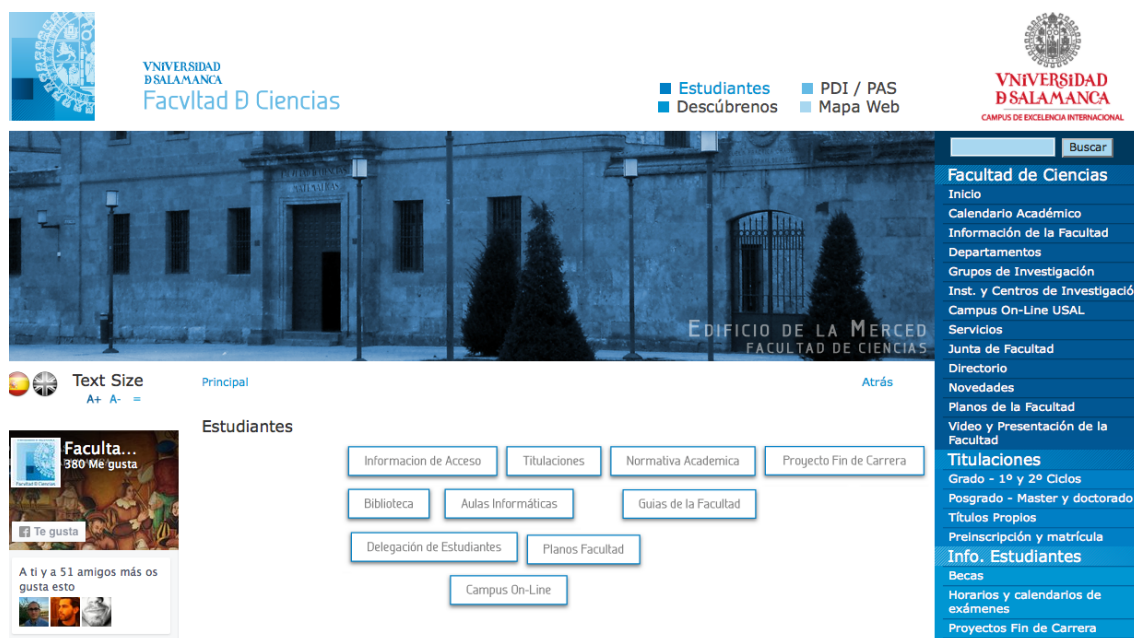 VNiVERSIDAD
Ð SALAMANCA
Facvltad Ð Ciencias
Estudiantes
PDI / PAS
Descúbrenos
Mapa Web
VNiVERSiDAD
Ð SALAMANCA
CAMPUS DE EXCELENCIA INTERNACIONAL
MATEMATICAS
EDIFICIO DE LA MERCED
FACULTAD DE CIENCIAS
Buscar
Facultad de Ciencias
Inicio
Calendario Académico
Información de la Facultad
Departamentos
Grupos de Investigación
Inst. y Centros de Investigació
Campus On-Line USAL
Servicios
Junta de Facultad
Directorio
Novedades
Planos de la Facultad
Video y Presentación de la
Facultad
Titulaciones
Grado - 1º y 2º Ciclos
Posgrado - Master y doctorado
Títulos Propios
Preinscripción y matrícula
Info. Estudiantes
Becas
Horarios y calendarios de
exámenes
Proyectos Fin de Carrera
Text Size
A+ A- =
Principal
Atrás
Estudiantes
Informacion de Acceso
Titulaciones
Normativa Academica
Proyecto Fin de Carrera
Biblioteca
Aulas Informáticas
Guias de la Facultad
Delegación de Estudiantes
Planos Facultad
Campus On-Line
Faculta...
380 Me gusta
Te gusta
A ti y a 51 amigos más os
gusta esto